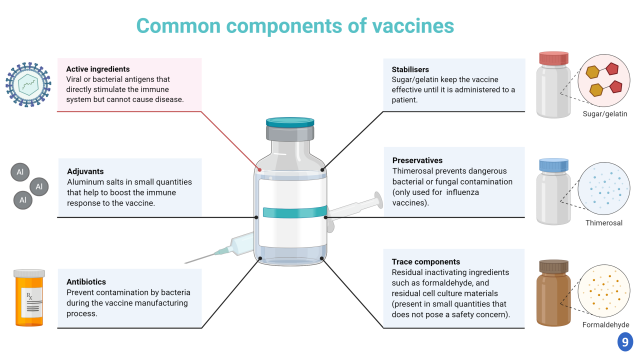 Common components of vaccines
Active ingredients
Viral or bacterial antigens that
directly stimulate the immune
system but cannot cause disease.
Adjuvants
Aluminum salts in small quantities
that help to boost the immune
response to the vaccine.
Al
Al
Al
Antibiotics
Prevent contamination by bacteria
during the vaccine manufacturing
process.
Rx
Stabilisers
Sugar/gelatin keep the vaccine
effective until it is administered to a
patient.
Sugar/gelatin
Preservatives
Thimerosal prevents dangerous
bacterial or fungal contamination
(only used for influenza
vaccines).
Thimerosal
Trace components
Residual inactivating ingredients
such as formaldehyde, and
residual cell culture materials
(present in small quantities that
does not pose a safety concern).
Formaldehyde
9